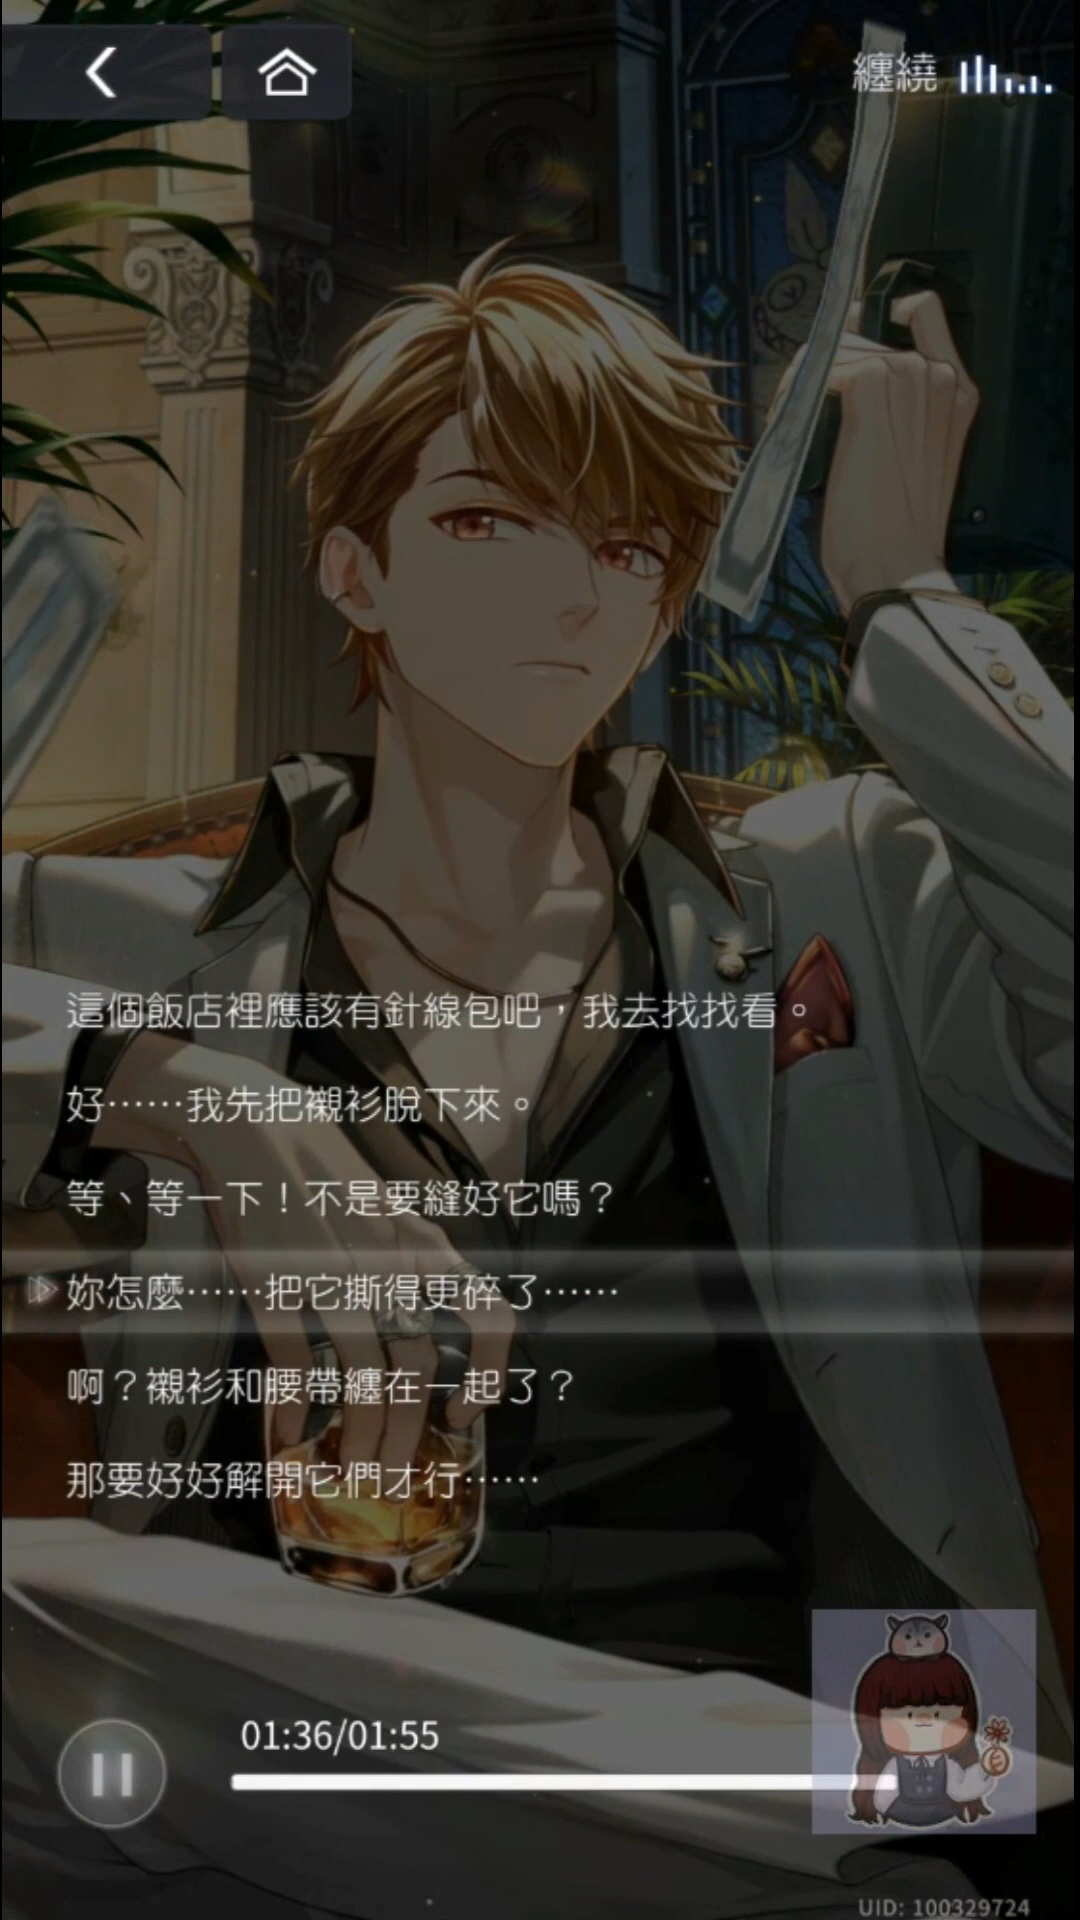 纏繞
這個飯店裡應該有針線包吧，我去找找看。
好……我先把襯衫脫下來。
等、等一下！不是要縫好它嗎？
妳怎麼……把它撕得更碎了……
啊？襯衫和腰帶纏在一起了？
那要好好解開它們才行……
01:36/01:55
UID: 100329724